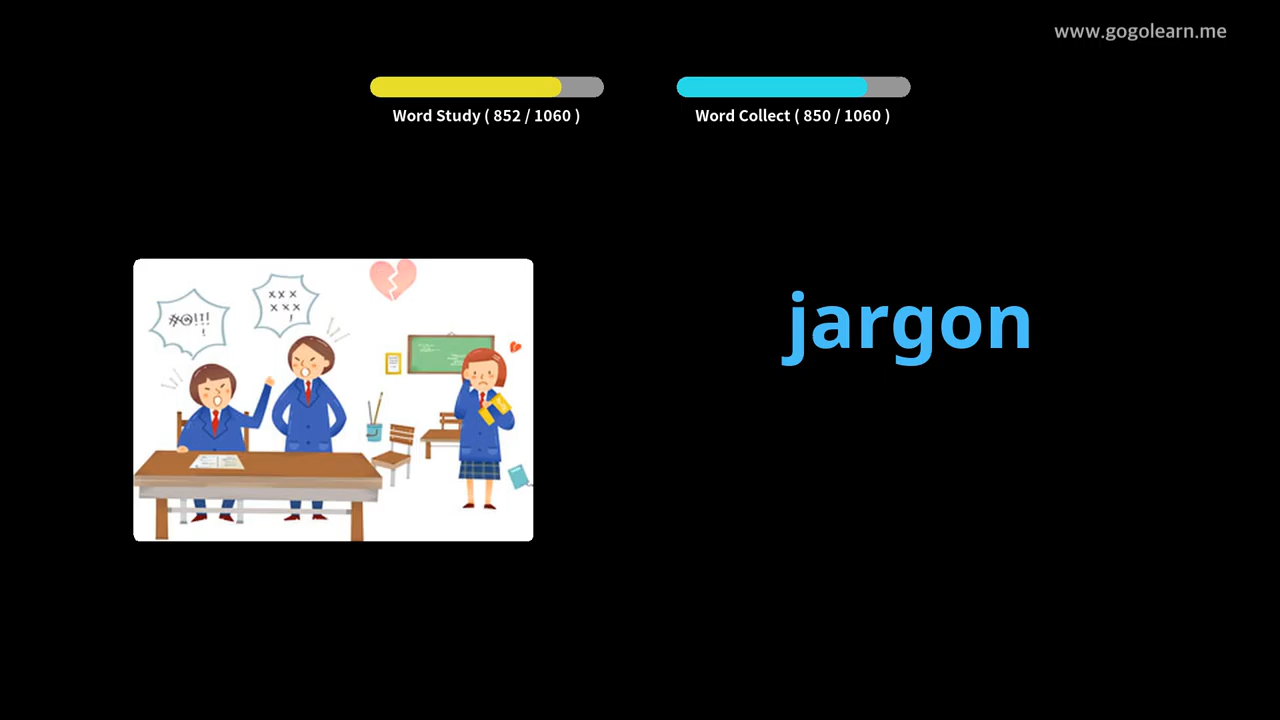 www.gogolearn.me
Word Study ( 852 / 1060 )
Word Collect ( 850 / 1060 )
#@!!!
!
x x x
x x x
!
jargon